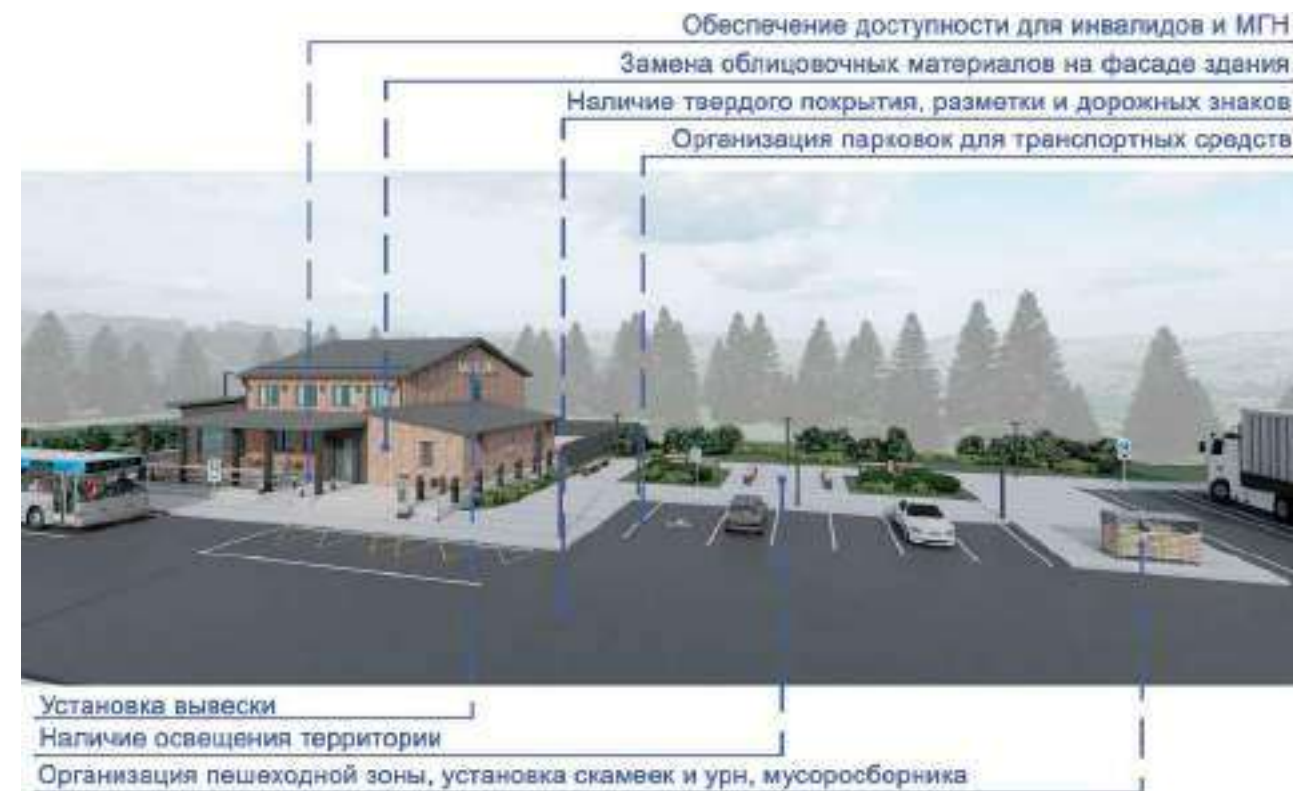 Обеспечение доступности для инвалидов и МГН
Замена облицовочных материалов на фасаде здания
Наличие твердого покрытия, разметки и дорожных знаков
Организация парковок для транспортных средств
Установка вывески
Наличие освещения территории
Организация пешеходной зоны, установка скамеек и урн, мусоросборника